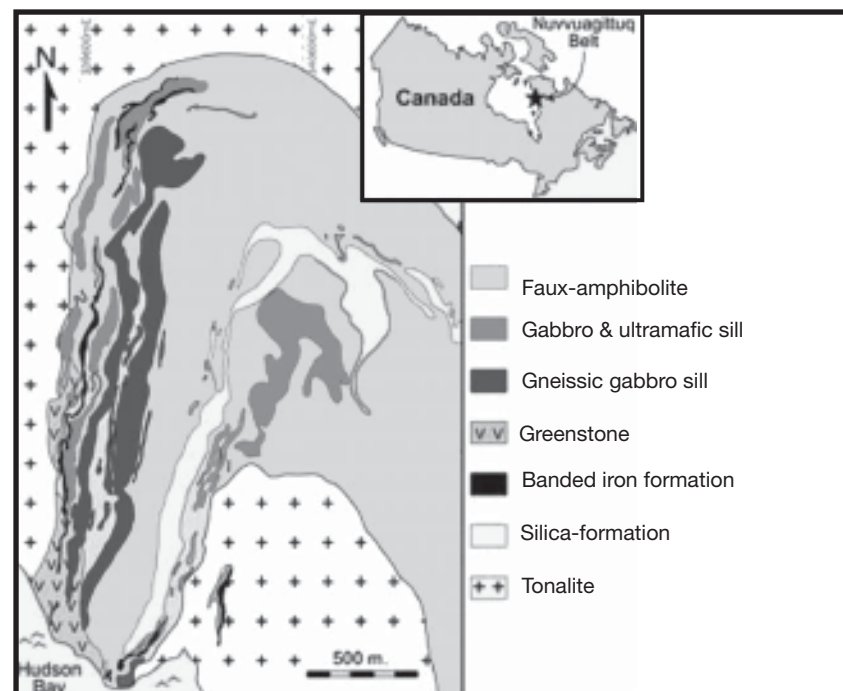 N
Nuvvuagittuq
Belt
Canada
Faux-amphibolite
Gabbro & ultramafic sill
Gneissic gabbro sill
Greenstone
Banded iron formation
Silica-formation
Tonalite
500 m.
Hudson
Bay